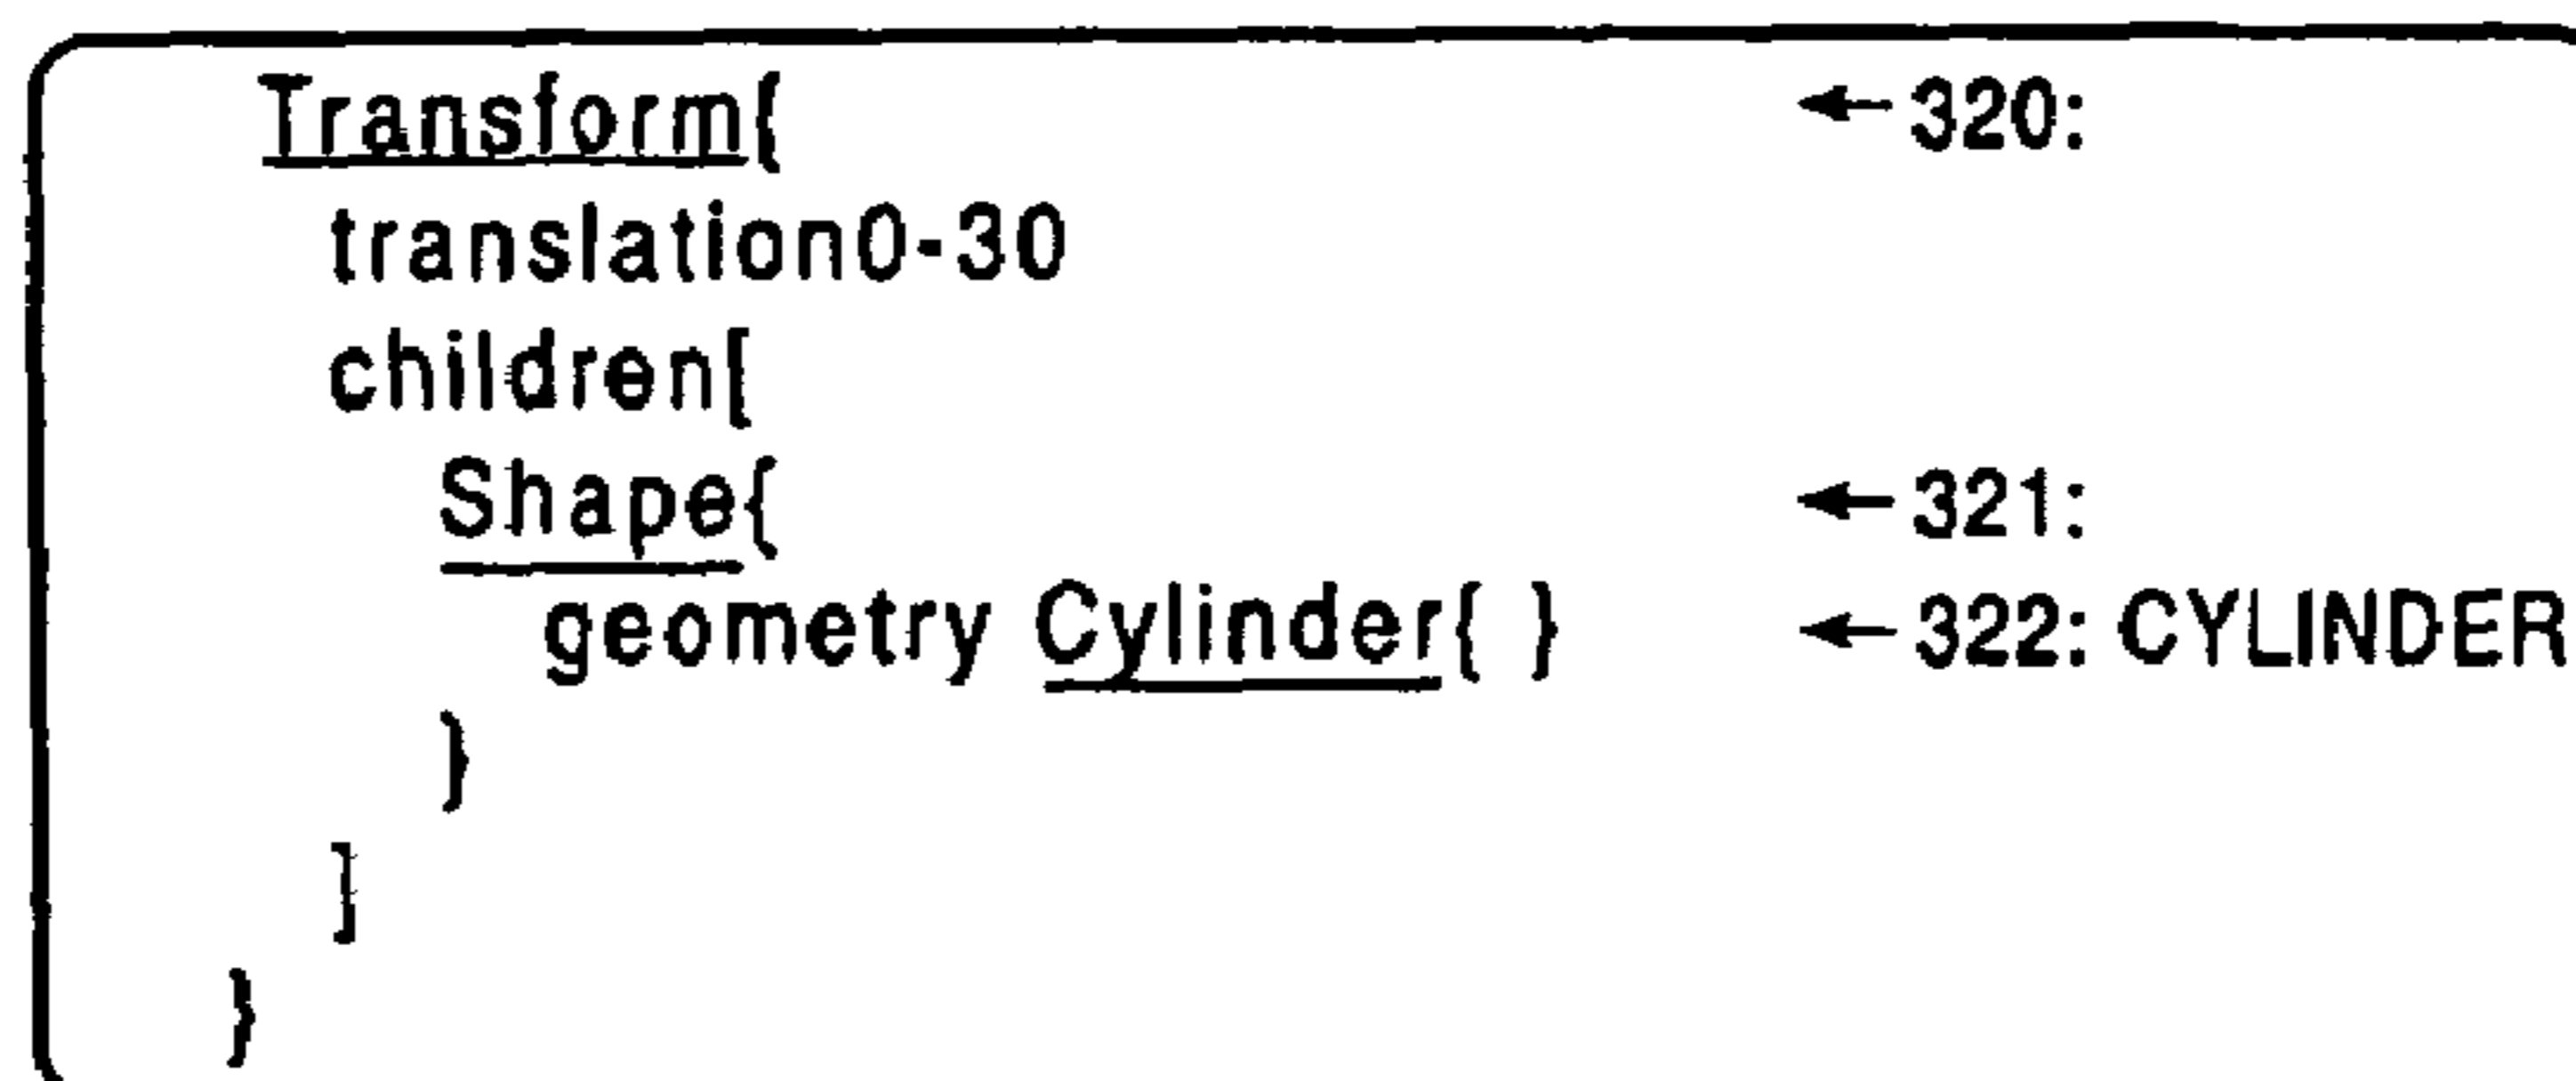 Transform{ ←320:
translation0-30
children[
Shape{ ←321:
geometry Cylinder{ } ←322: CYLINDER
}
]
}